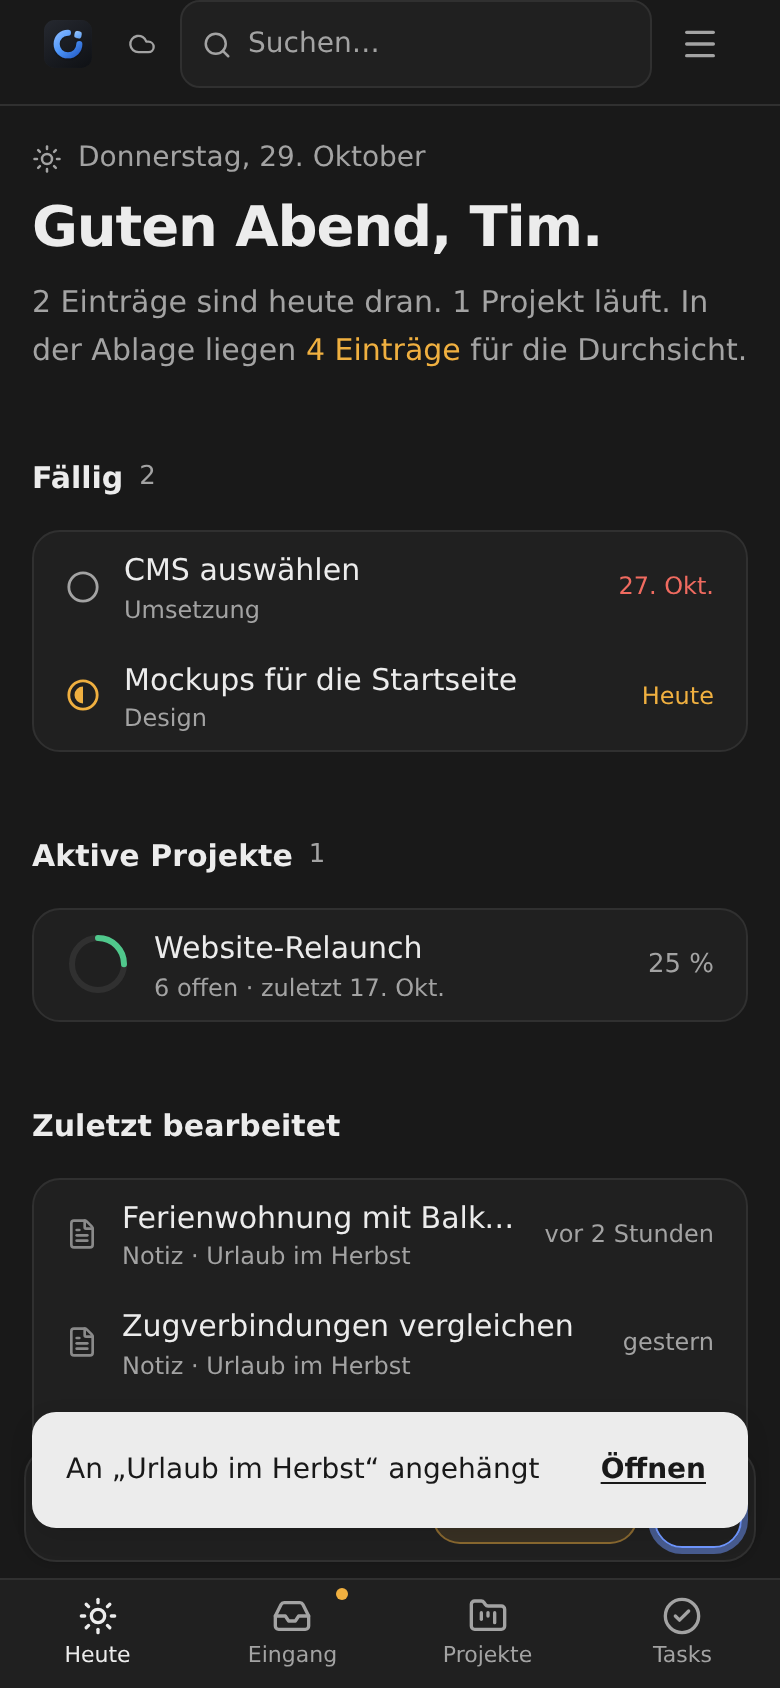 Suchen...
Donnerstag, 29. Oktober
Guten Abend, Tim.
2 Einträge sind heute dran. 1 Projekt läuft. In
der Ablage liegen 4 Einträge für die Durchsicht.
Fällig 2
CMS auswählen
27. Okt.
Umsetzung
Mockups für die Startseite
Heute
Design
Aktive Projekte 1
Website-Relaunch
25 %
6 offen · zuletzt 17. Okt.
Zuletzt bearbeitet
Ferienwohnung mit Balk...
vor 2 Stunden
Notiz · Urlaub im Herbst
Zugverbindungen vergleichen
gestern
Notiz · Urlaub im Herbst
An „Urlaub im Herbst“ angehängt Öffnen
Heute Eingang Projekte Tasks